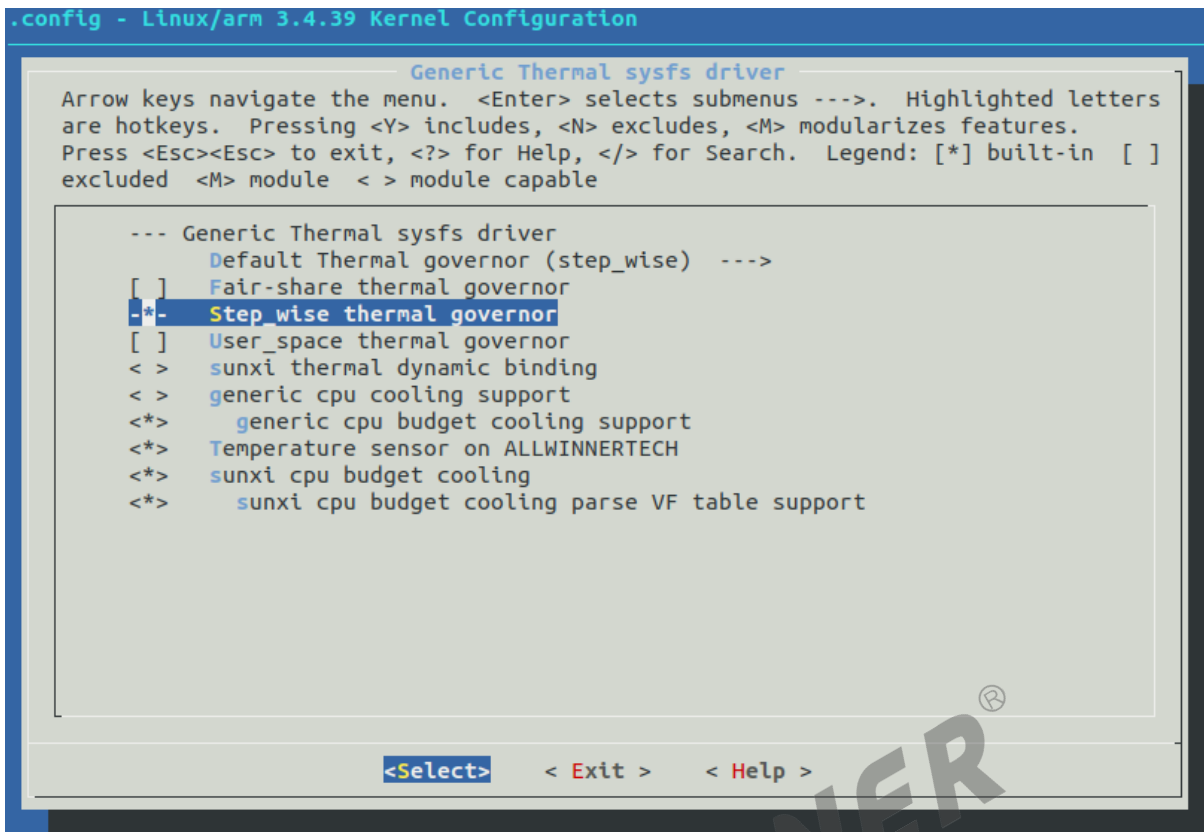 .config - Linux/arm 3.4.39 Kernel Configuration
Generic Thermal sysfs driver
Arrow keys navigate the menu.  <Enter> selects submenus --->.  Highlighted letters
are hotkeys.  Pressing <Y> includes, <N> excludes, <M> modularizes features.
Press <Esc><Esc> to exit, <?> for Help, </> for Search.  Legend: [*] built-in  [ ]
excluded  <M> module  < > module capable
--- Generic Thermal sysfs driver
Default Thermal governor (step_wise)  --->
[ ]   Fair-share thermal governor
-*-   Step_wise thermal governor
[ ]   User_space thermal governor
< >   sunxi thermal dynamic binding
< >   generic cpu cooling support
<*>     generic cpu budget cooling support
<*>   Temperature sensor on ALLWINNERTECH
<*>   sunxi cpu budget cooling
<*>     sunxi cpu budget cooling parse VF table support
<Select>    < Exit >    < Help >
NER®